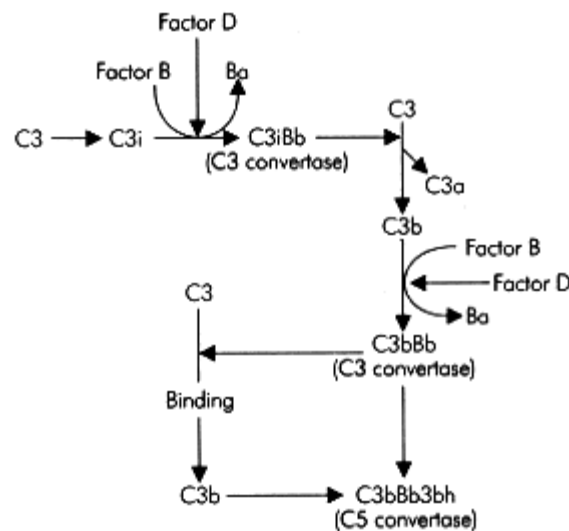 Factor D
Factor B
Ba
C3
C3
C3i
C3iBb
(C3 convertase)
C3a
C3b
Factor B
Factor D
C3
Ba
C3bBb
(C3 convertase)
Binding
C3b
C3bBb3bh
(C5 convertase)